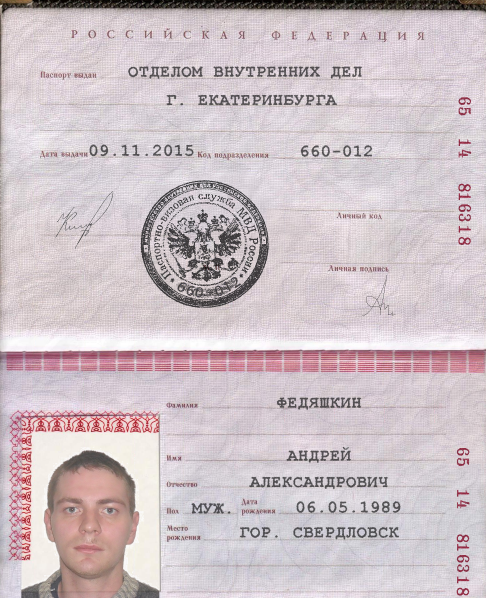 РОССИЙСКАЯ ФЕДЕРАЦИЯ
Паспорт выдан ОТДЕЛОМ ВНУТРЕННИХ ДЕЛ
Г. ЕКАТЕРИНБУРГА
Дата выдачи 09.11.2015 Код подразделения 660-012
65 14 816318
Паспортно-визовая служба МВД России
660-012
Личный код
Личная подпись
Фамилия ФЕДЯШКИН
Имя АНДРЕЙ
Отчество АЛЕКСАНДРОВИЧ
Пол МУЖ. Дата рождения 06.05.1989
Место рождения ГОР. СВЕРДЛОВСК
65 14 816318